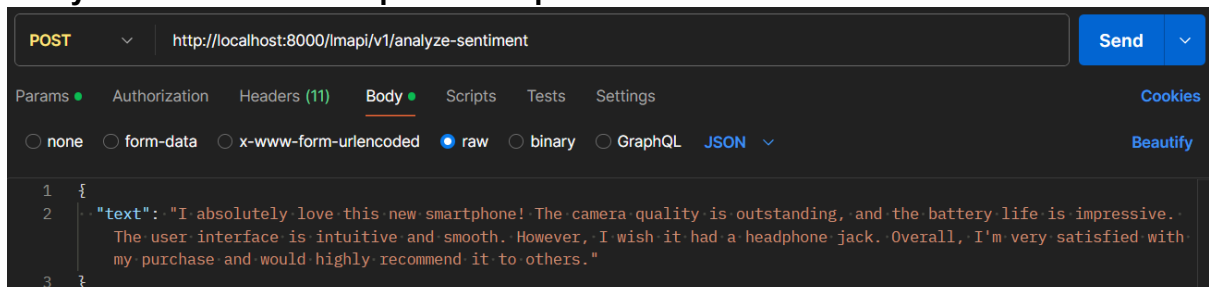 POST http://localhost:8000/lmapi/v1/analyze-sentiment Send
Params Authorization Headers (11) Body Scripts Tests Settings Cookies
none form-data x-www-form-urlencoded raw binary GraphQL JSON Beautify
1 {
2 "text": "I absolutely love this new smartphone! The camera quality is outstanding, and the battery life is impressive.
The user interface is intuitive and smooth. However, I wish it had a headphone jack. Overall, I'm very satisfied with
my purchase and would highly recommend it to others."
3 }